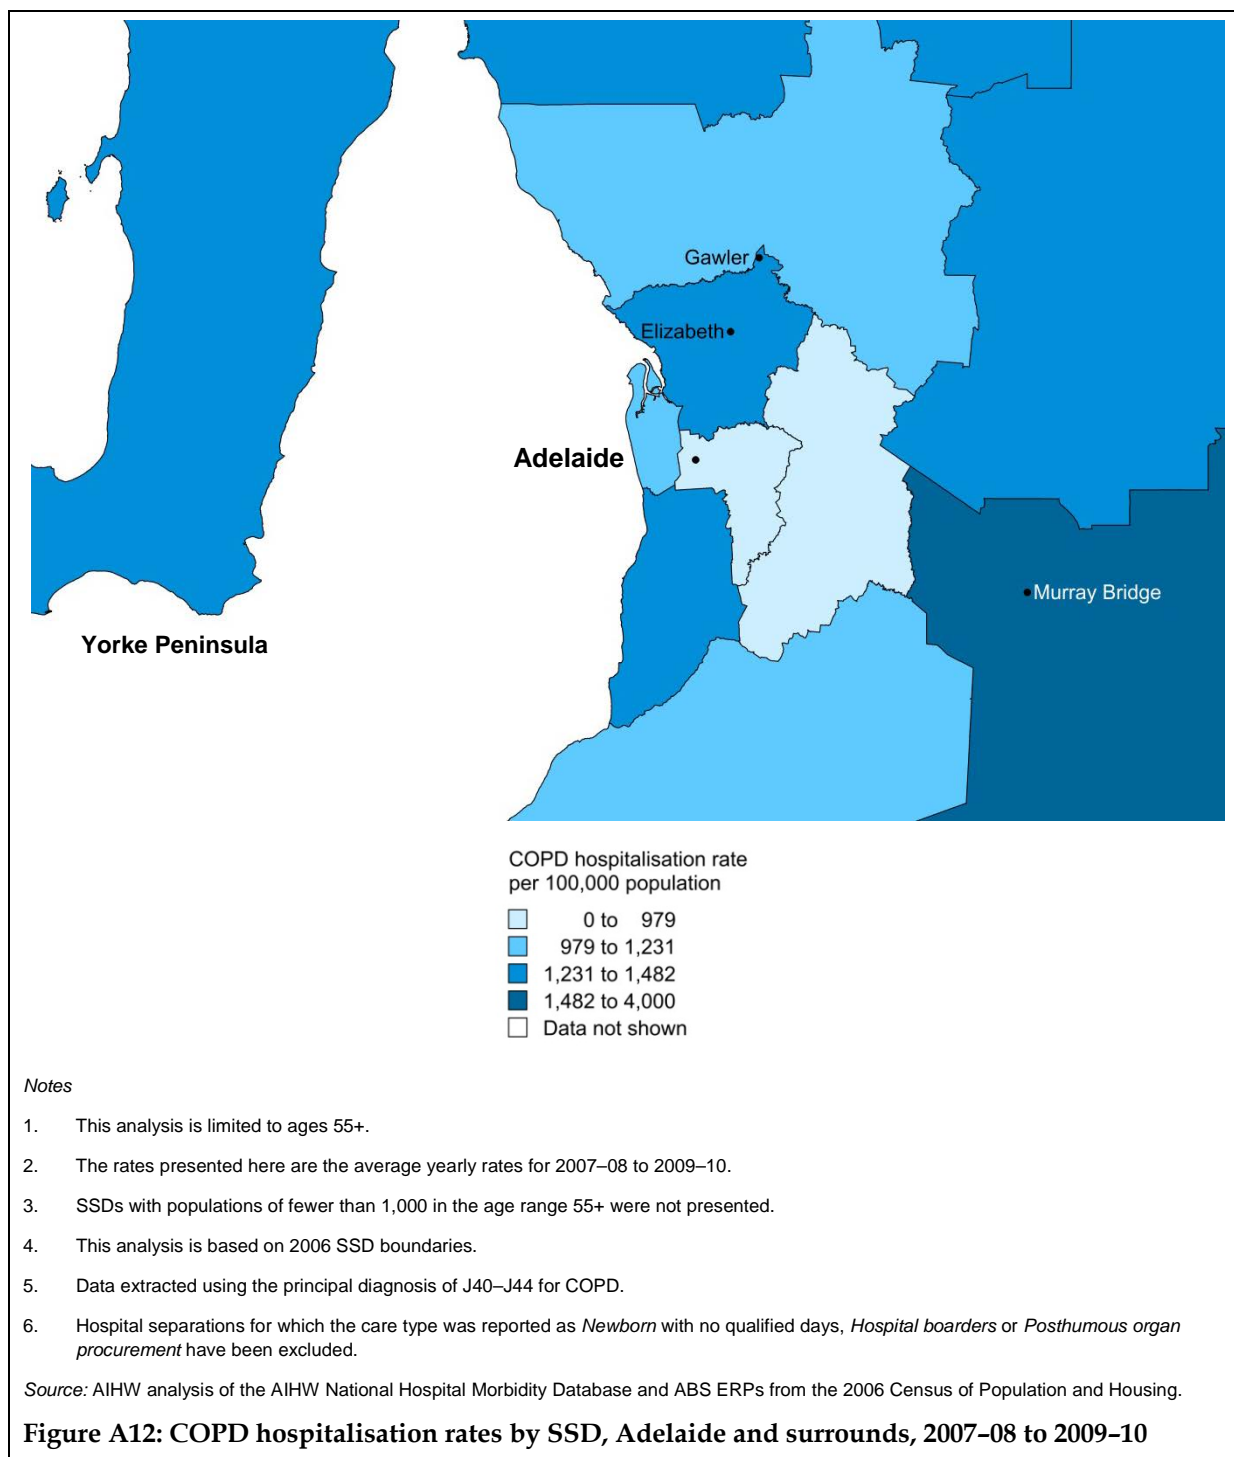 Gawler
Elizabeth
Adelaide
Murray Bridge
Yorke Peninsula
COPD hospitalisation rate
per 100,000 population
0 to 979
979 to 1,231
1,231 to 1,482
1,482 to 4,000
Data not shown
Notes
1. This analysis is limited to ages 55+.
2. The rates presented here are the average yearly rates for 2007–08 to 2009–10.
3. SSDs with populations of fewer than 1,000 in the age range 55+ were not presented.
4. This analysis is based on 2006 SSD boundaries.
5. Data extracted using the principal diagnosis of J40–J44 for COPD.
6. Hospital separations for which the care type was reported as Newborn with no qualified days, Hospital boarders or Posthumous organ
procurement have been excluded.
Source: AIHW analysis of the AIHW National Hospital Morbidity Database and ABS ERPs from the 2006 Census of Population and Housing.
Figure A12: COPD hospitalisation rates by SSD, Adelaide and surrounds, 2007–08 to 2009–10